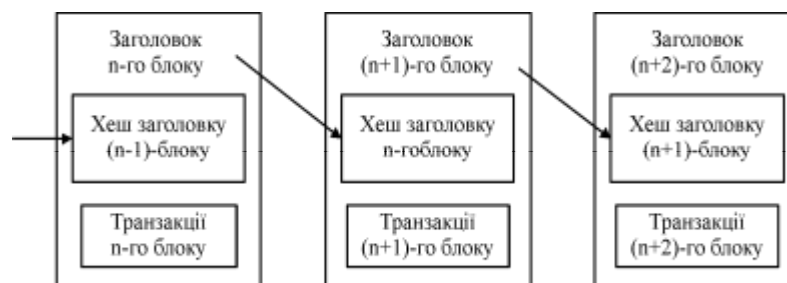 Заголовок
n-го блоку
Хеш заголовку
(n-1)-блоку
Транзакції
n-го блоку
Заголовок
(n+1)-го блоку
Хеш заголовку
n-гоблоку
Транзакції
(n+1)-го блоку
Заголовок
(n+2)-го блоку
Хеш заголовку
(n+1)-блоку
Транзакції
(n+2)-го блоку